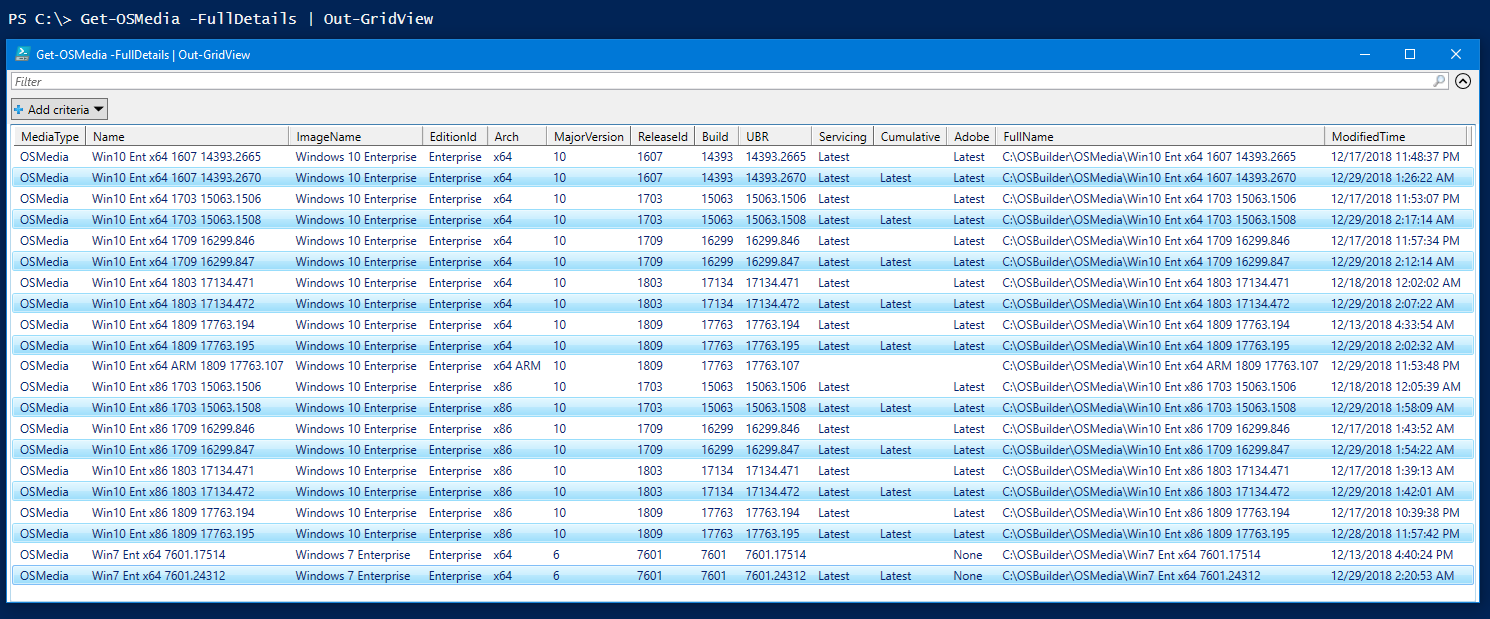 PS C:\> Get-OSMedia -FullDetails | Out-GridView
Get-OSMedia -FullDetails | Out-GridView
Filter
Add criteria
MediaType Name ImageName EditionId Arch MajorVersion ReleaseId Build UBR Servicing Cumulative Adobe FullName ModifiedTime
OSMedia Win10 Ent x64 1607 14393.2665 Windows 10 Enterprise Enterprise x64 10 1607 14393 14393.2665 Latest Latest C:\OSBuilder\OSMedia\Win10 Ent x64 1607 14393.2665 12/17/2018 11:48:37 PM
OSMedia Win10 Ent x64 1607 14393.2670 Windows 10 Enterprise Enterprise x64 10 1607 14393 14393.2670 Latest Latest Latest C:\OSBuilder\OSMedia\Win10 Ent x64 1607 14393.2670 12/29/2018 1:26:22 AM
OSMedia Win10 Ent x64 1703 15063.1506 Windows 10 Enterprise Enterprise x64 10 1703 15063 15063.1506 Latest Latest C:\OSBuilder\OSMedia\Win10 Ent x64 1703 15063.1506 12/17/2018 11:53:07 PM
OSMedia Win10 Ent x64 1703 15063.1508 Windows 10 Enterprise Enterprise x64 10 1703 15063 15063.1508 Latest Latest Latest C:\OSBuilder\OSMedia\Win10 Ent x64 1703 15063.1508 12/29/2018 2:17:14 AM
OSMedia Win10 Ent x64 1709 16299.846 Windows 10 Enterprise Enterprise x64 10 1709 16299 16299.846 Latest Latest C:\OSBuilder\OSMedia\Win10 Ent x64 1709 16299.846 12/17/2018 11:57:34 PM
OSMedia Win10 Ent x64 1709 16299.847 Windows 10 Enterprise Enterprise x64 10 1709 16299 16299.847 Latest Latest Latest C:\OSBuilder\OSMedia\Win10 Ent x64 1709 16299.847 12/29/2018 2:12:14 AM
OSMedia Win10 Ent x64 1803 17134.471 Windows 10 Enterprise Enterprise x64 10 1803 17134 17134.471 Latest Latest C:\OSBuilder\OSMedia\Win10 Ent x64 1803 17134.471 12/18/2018 12:02:02 AM
OSMedia Win10 Ent x64 1803 17134.472 Windows 10 Enterprise Enterprise x64 10 1803 17134 17134.472 Latest Latest Latest C:\OSBuilder\OSMedia\Win10 Ent x64 1803 17134.472 12/29/2018 2:07:22 AM
OSMedia Win10 Ent x64 1809 17763.194 Windows 10 Enterprise Enterprise x64 10 1809 17763 17763.194 Latest Latest C:\OSBuilder\OSMedia\Win10 Ent x64 1809 17763.194 12/13/2018 4:33:54 AM
OSMedia Win10 Ent x64 1809 17763.195 Windows 10 Enterprise Enterprise x64 10 1809 17763 17763.195 Latest Latest Latest C:\OSBuilder\OSMedia\Win10 Ent x64 1809 17763.195 12/29/2018 2:02:32 AM
OSMedia Win10 Ent x64 ARM 1809 17763.107 Windows 10 Enterprise Enterprise x64 ARM 10 1809 17763 17763.107 C:\OSBuilder\OSMedia\Win10 Ent x64 ARM 1809 17763.107 12/29/2018 11:53:48 PM
OSMedia Win10 Ent x86 1703 15063.1506 Windows 10 Enterprise Enterprise x86 10 1703 15063 15063.1506 Latest Latest C:\OSBuilder\OSMedia\Win10 Ent x86 1703 15063.1506 12/18/2018 12:05:39 AM
OSMedia Win10 Ent x86 1703 15063.1508 Windows 10 Enterprise Enterprise x86 10 1703 15063 15063.1508 Latest Latest Latest C:\OSBuilder\OSMedia\Win10 Ent x86 1703 15063.1508 12/29/2018 1:58:09 AM
OSMedia Win10 Ent x86 1709 16299.846 Windows 10 Enterprise Enterprise x86 10 1709 16299 16299.846 Latest Latest C:\OSBuilder\OSMedia\Win10 Ent x86 1709 16299.846 12/17/2018 1:43:52 AM
OSMedia Win10 Ent x86 1709 16299.847 Windows 10 Enterprise Enterprise x86 10 1709 16299 16299.847 Latest Latest Latest C:\OSBuilder\OSMedia\Win10 Ent x86 1709 16299.847 12/29/2018 1:54:22 AM
OSMedia Win10 Ent x86 1803 17134.471 Windows 10 Enterprise Enterprise x86 10 1803 17134 17134.471 Latest Latest C:\OSBuilder\OSMedia\Win10 Ent x86 1803 17134.471 12/17/2018 1:39:13 AM
OSMedia Win10 Ent x86 1803 17134.472 Windows 10 Enterprise Enterprise x86 10 1803 17134 17134.472 Latest Latest Latest C:\OSBuilder\OSMedia\Win10 Ent x86 1803 17134.472 12/29/2018 1:42:01 AM
OSMedia Win10 Ent x86 1809 17763.194 Windows 10 Enterprise Enterprise x86 10 1809 17763 17763.194 Latest Latest C:\OSBuilder\OSMedia\Win10 Ent x86 1809 17763.194 12/17/2018 10:39:38 PM
OSMedia Win10 Ent x86 1809 17763.195 Windows 10 Enterprise Enterprise x86 10 1809 17763 17763.195 Latest Latest Latest C:\OSBuilder\OSMedia\Win10 Ent x86 1809 17763.195 12/28/2018 11:57:42 PM
OSMedia Win7 Ent x64 7601.17514 Windows 7 Enterprise Enterprise x64 6 7601 7601 7601.17514 None C:\OSBuilder\OSMedia\Win7 Ent x64 7601.17514 12/13/2018 4:40:24 PM
OSMedia Win7 Ent x64 7601.24312 Windows 7 Enterprise Enterprise x64 6 7601 7601 7601.24312 Latest Latest None C:\OSBuilder\OSMedia\Win7 Ent x64 7601.24312 12/29/2018 2:20:53 AM